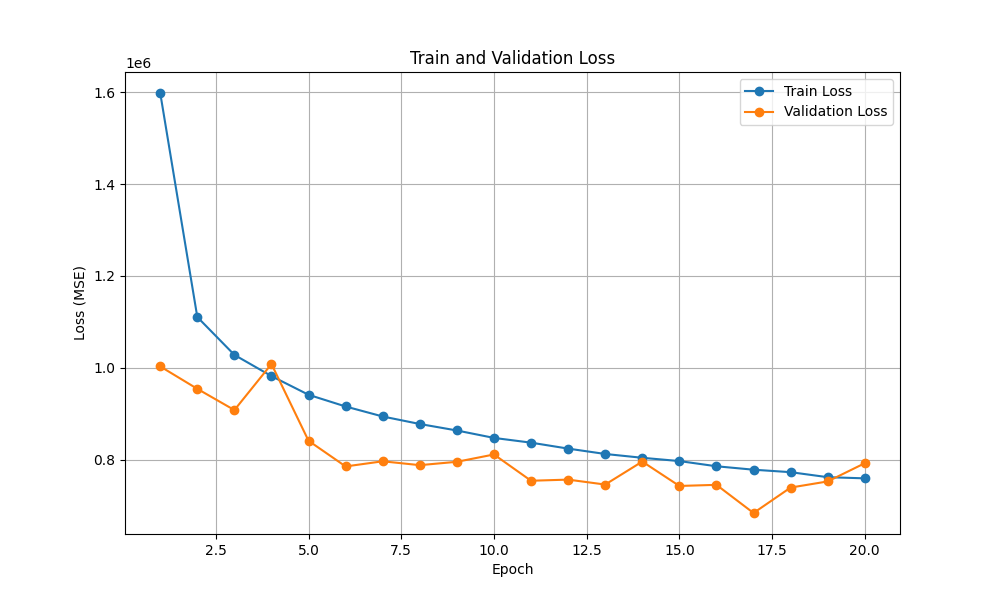 Train and Validation Loss
1e6
Train Loss
Validation Loss
1.6
1.4
1.2
1.0
0.8
Loss (MSE)
2.5 5.0 7.5 10.0 12.5 15.0 17.5 20.0
Epoch